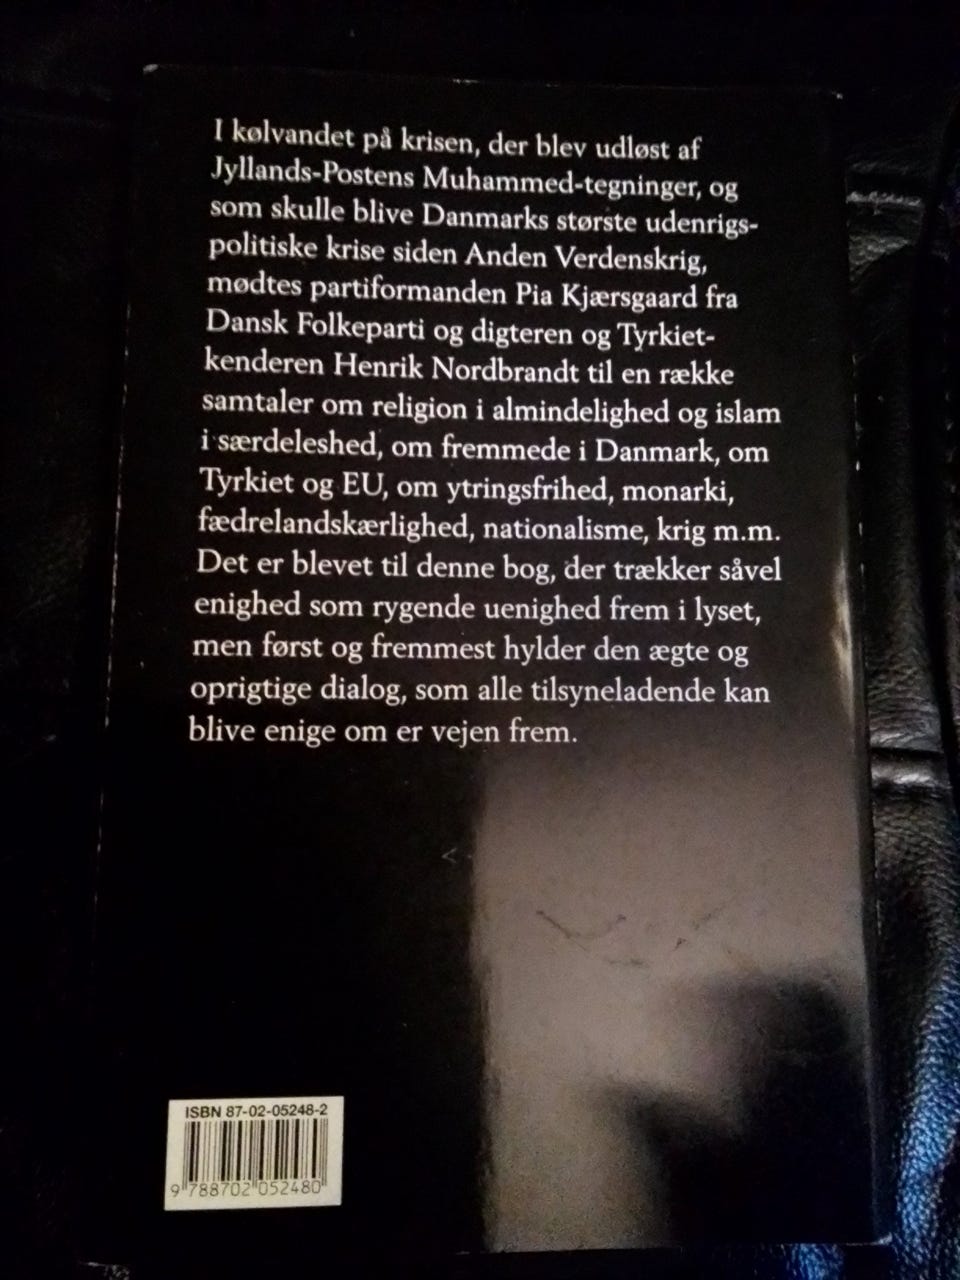 I kølvandet på krisen, der blev udløst af
Jyllands-Postens Muhammed-tegninger, og
som skulle blive Danmarks største udenrigs-
politiske krise siden Anden Verdenskrig,
mødtes partiformanden Pia Kjærsgaard fra
Dansk Folkeparti og digteren og Tyrkiet-
kenderen Henrik Nordbrandt til en række
samtaler om religion i almindelighed og islam
i særdeleshed, om fremmede i Danmark, om
Tyrkiet og EU, om ytringsfrihed, monarki,
fædrelandskærlighed, nationalisme, krig m.m.
Det er blevet til denne bog, der trækker såvel
enighed som rygende uenighed frem i lyset,
men først og fremmest hylder den ægte og
oprigtige dialog, som alle tilsyneladende kan
blive enige om er vejen frem.
ISBN 87-02-05248-2
9 788702 052480